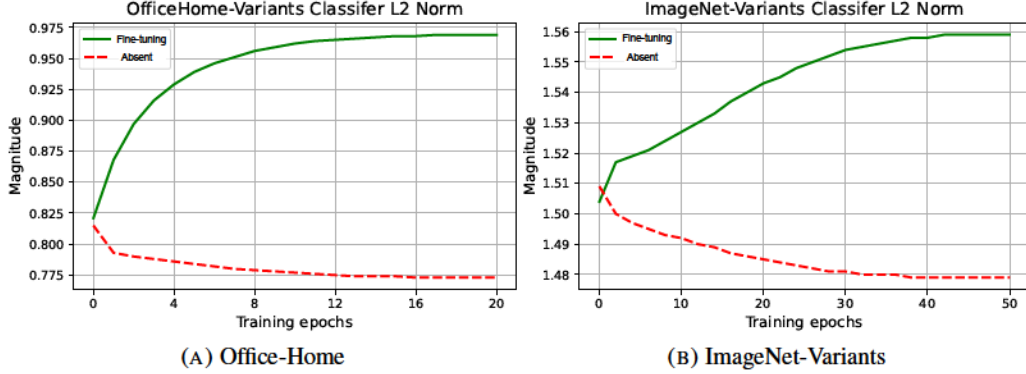 OfficeHome-Variants Classifer L2 Norm
0.975
0.950
0.925
0.900
0.875
0.850
0.825
0.800
0.775
Magnitude
Fine-tuning
Absent
0 4 8 12 16 20
Training epochs
(A) Office-Home
ImageNet-Variants Classifer L2 Norm
1.56
1.55
1.54
1.53
1.52
1.51
1.50
1.49
1.48
Magnitude
Fine-tuning
Absent
0 10 20 30 40 50
Training epochs
(B) ImageNet-Variants